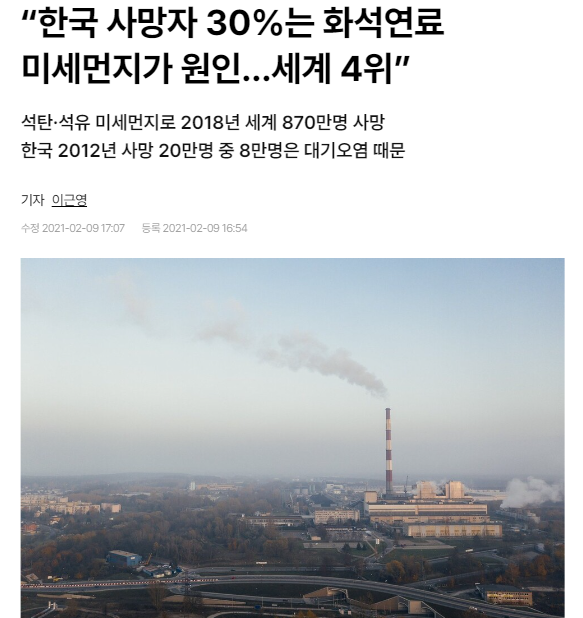 “한국 사망자 30%는 화석연료
미세먼지가 원인…세계 4위”
석탄·석유 미세먼지로 2018년 세계 870만명 사망
한국 2012년 사망 20만명 중 8만명은 대기오염 때문
기자 이근영
수정 2021-02-09 17:07 등록 2021-02-09 16:54